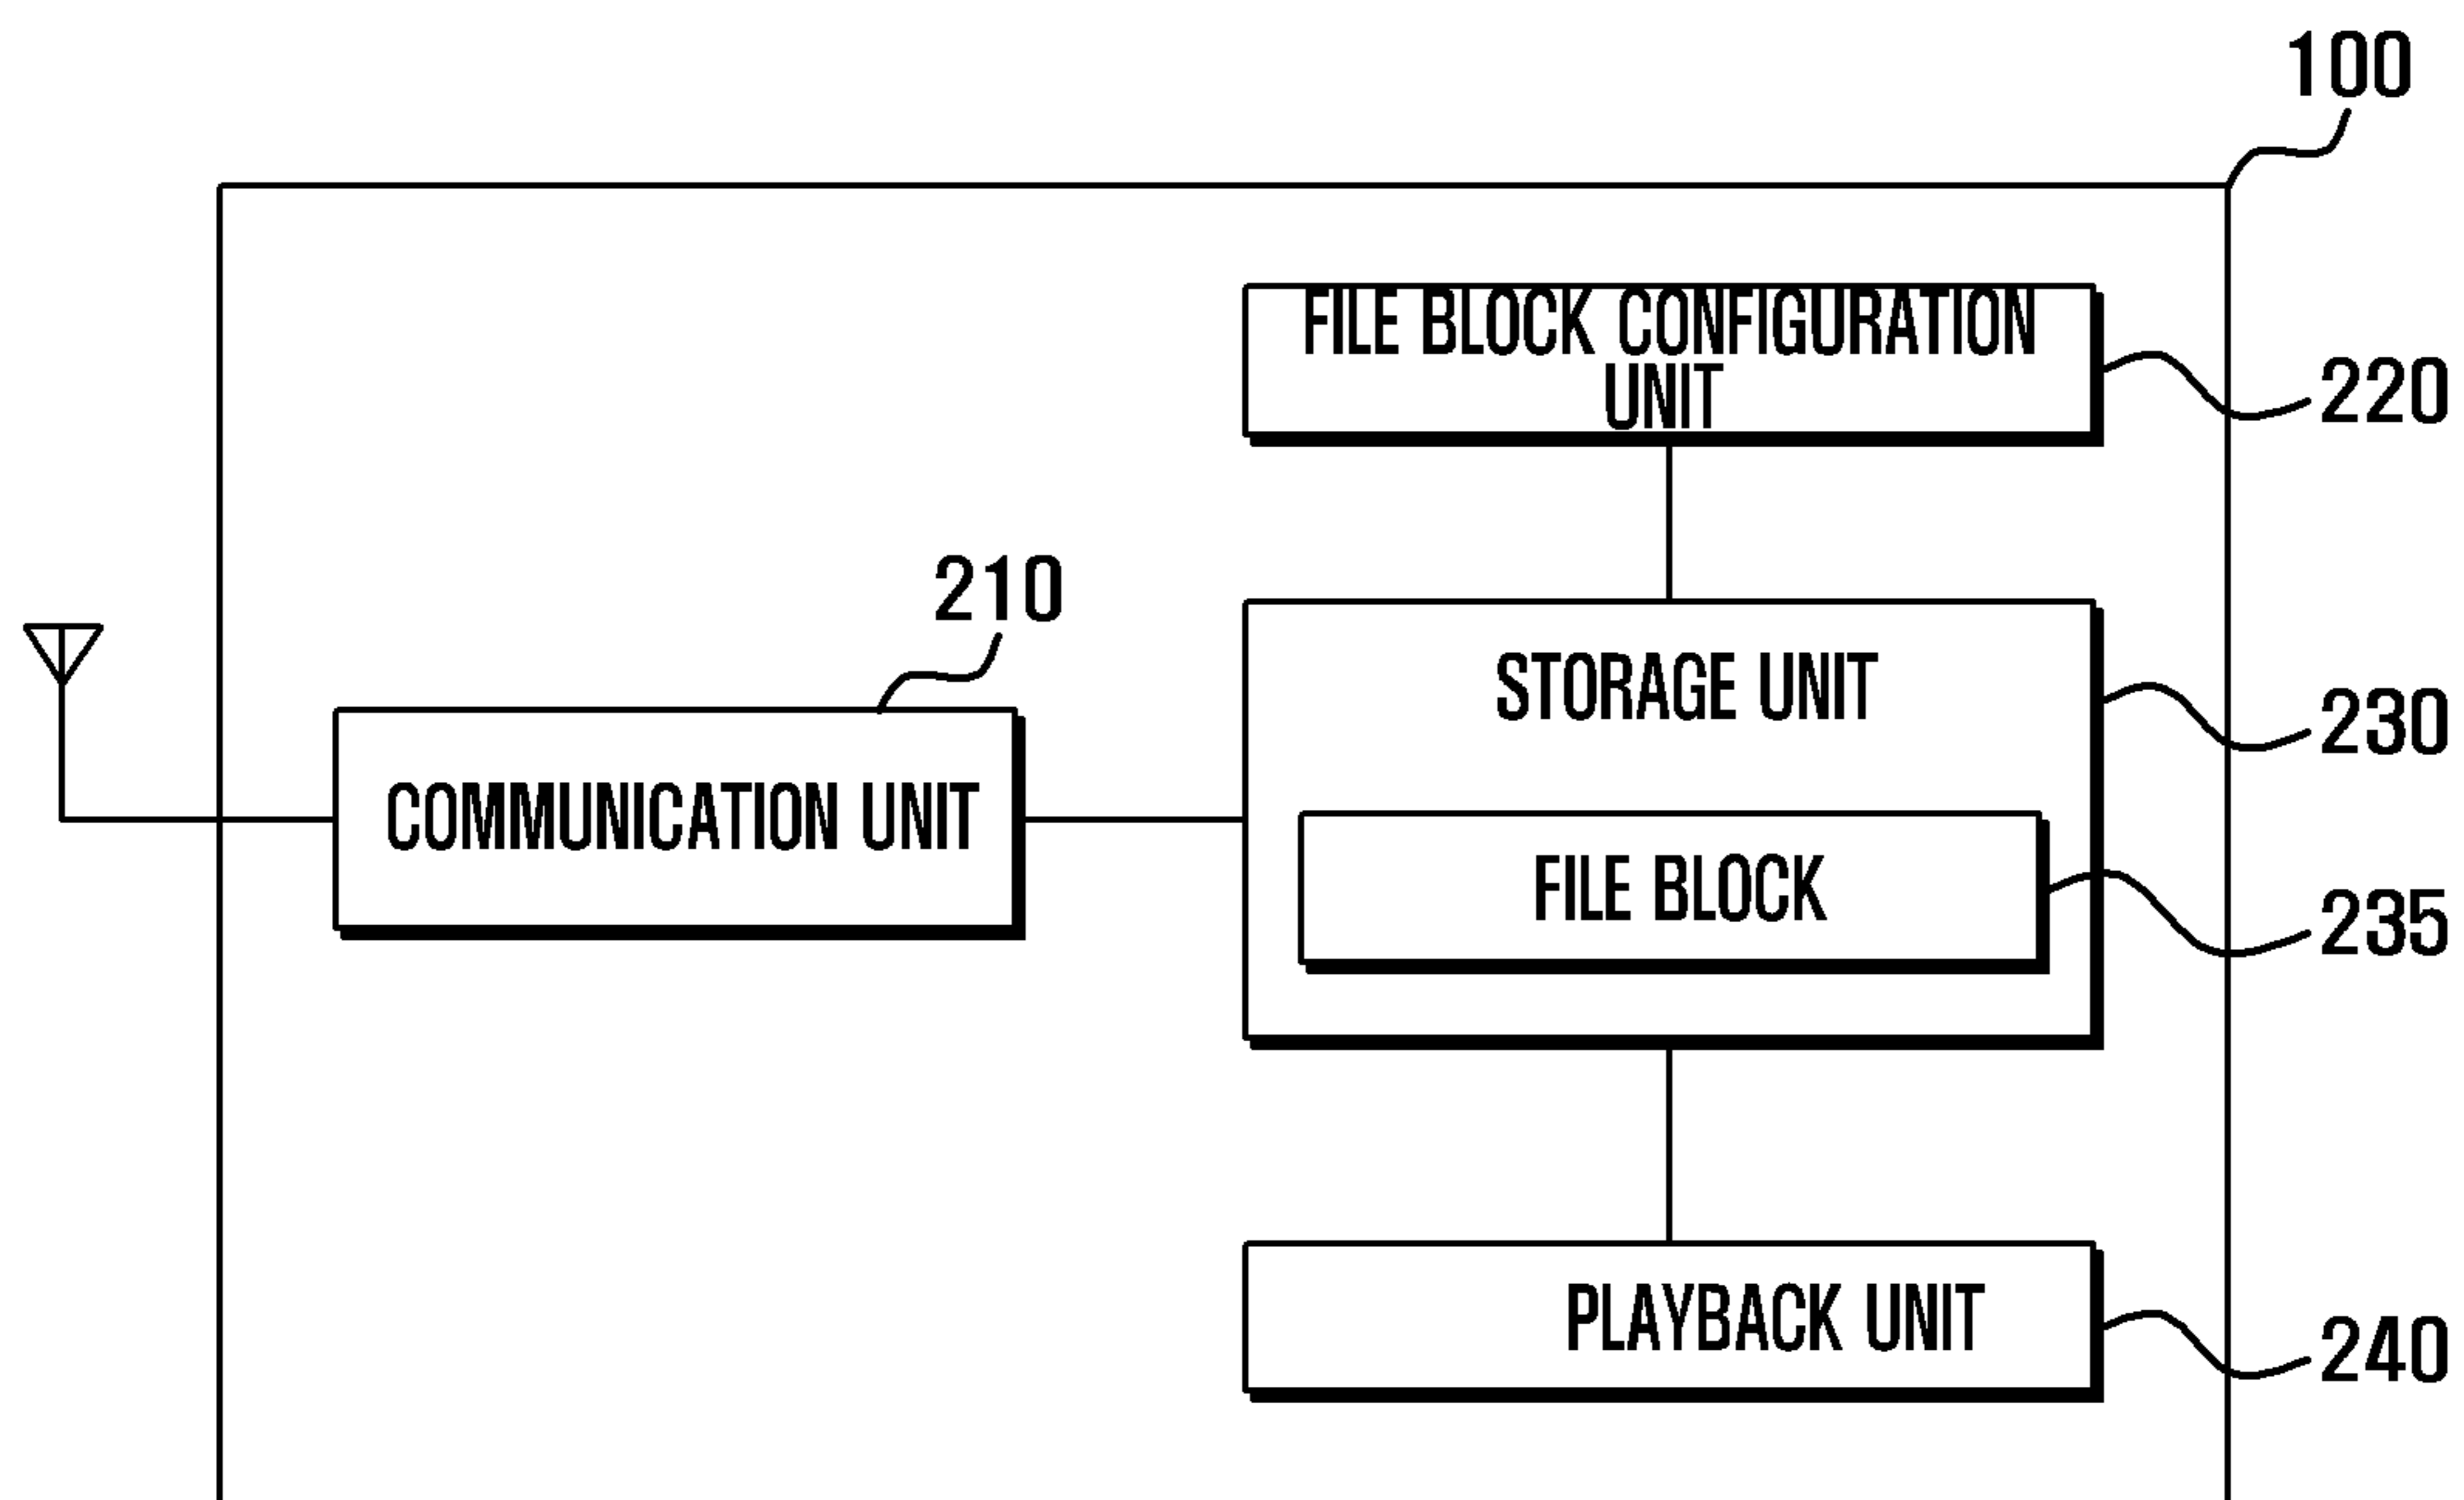 100
FILE BLOCK CONFIGURATION
UNIT
220
210
STORAGE UNIT
230
COMMUNICATION UNIT
FILE BLOCK
235
PLAYBACK UNIT
240